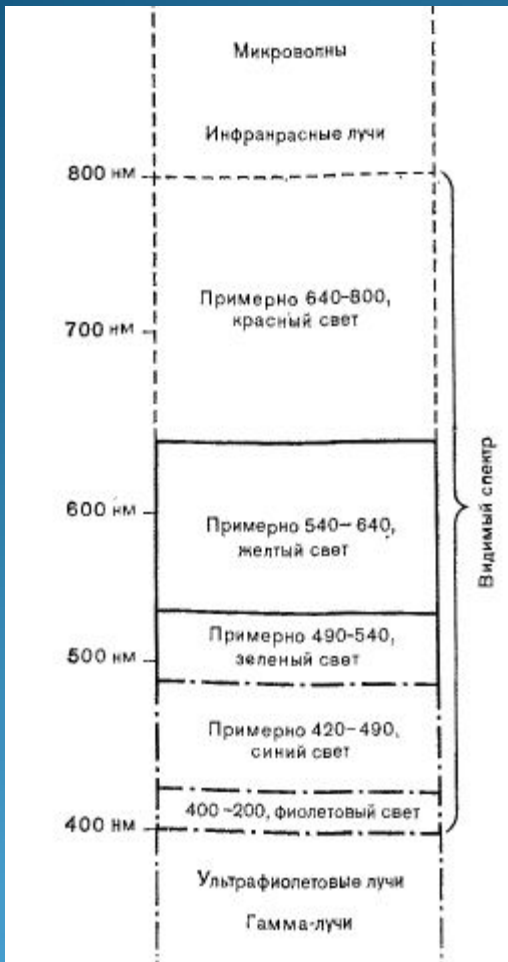 Микроволны
Инфранрасные лучи
800 нм
Примерно 640-800,
красный свет
700 нм
600 нм
Примерно 540-640,
желтый свет
Примерно 490-540,
зеленый свет
500 нм
Примерно 420-490,
синий свет
400-200, фиолетовый свет
400 нм
Ультрафиолетовые лучи
Гамма-лучи
Видимый спектр